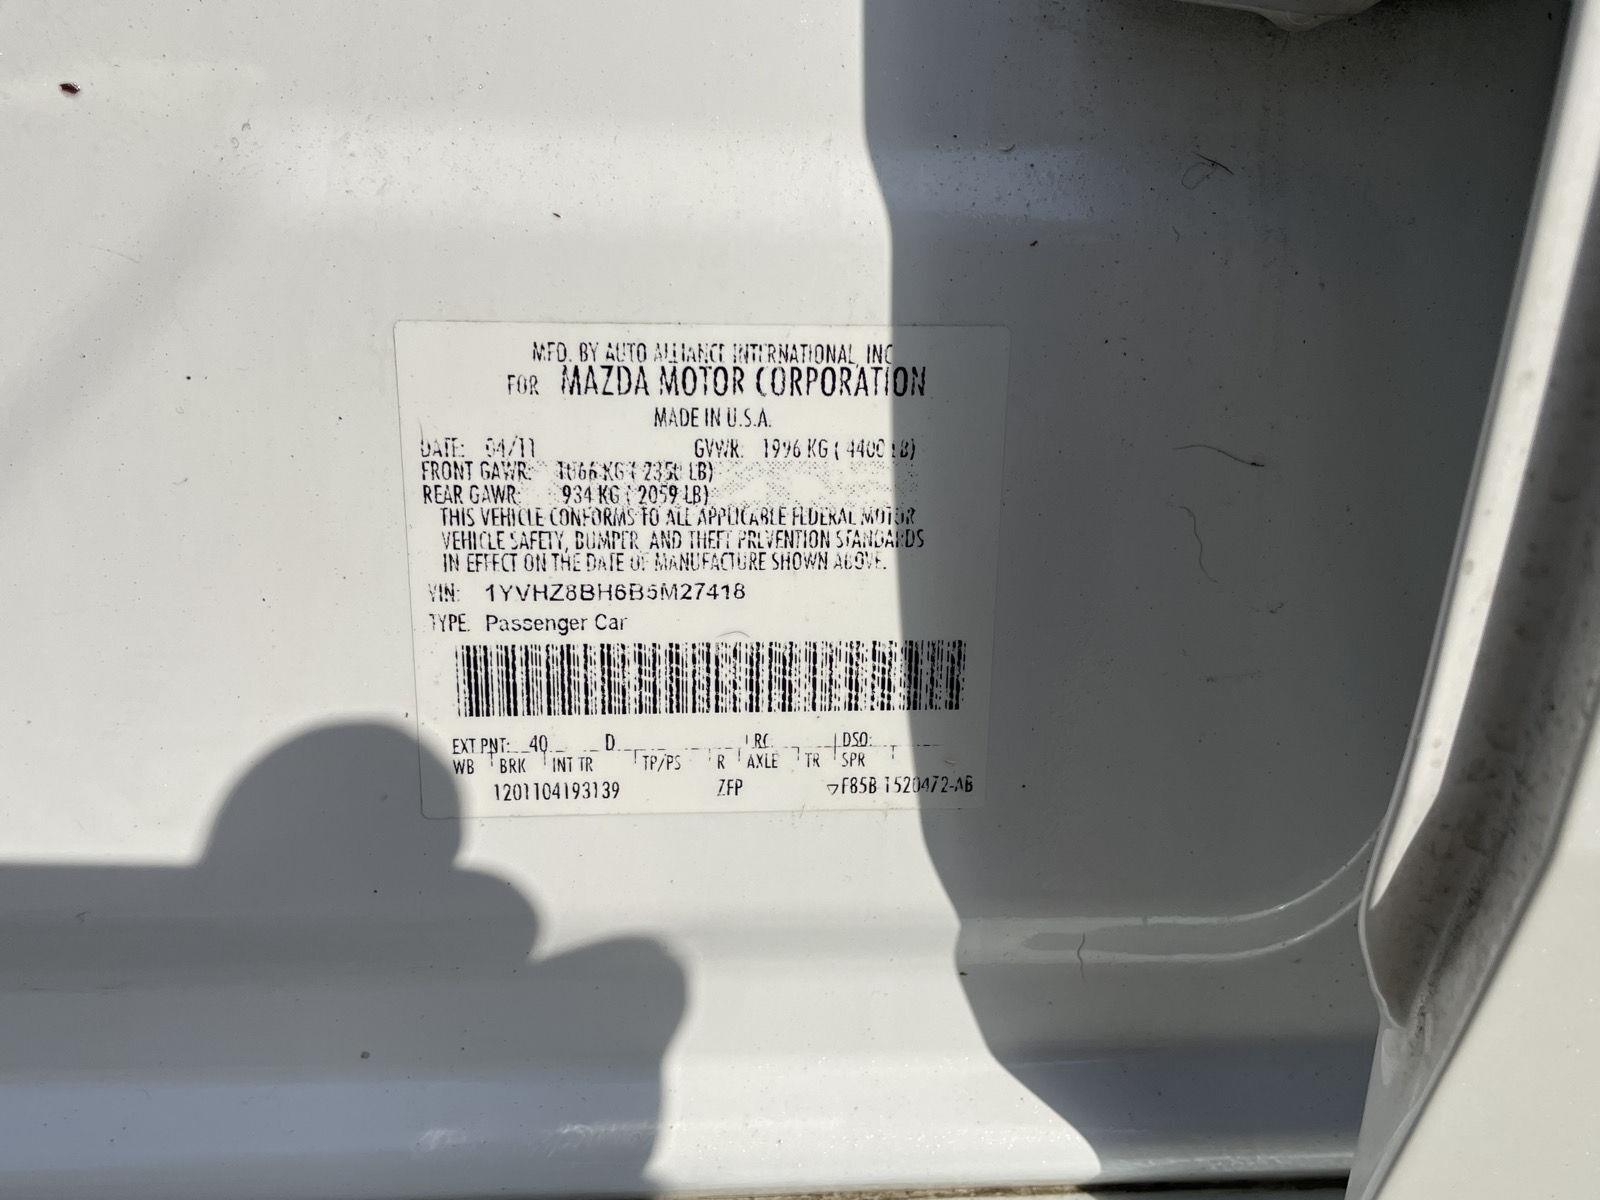 MFD. BY AUTO ALLIANCE INTERNATIONAL, INC
FOR MAZDA MOTOR CORPORATION
MADE IN U.S.A.
DATE: 04/11 GVWR: 1996 KG ( 4400 LB)
FRONT GAWR: 1066 KG ( 2350 LB)
REAR GAWR: 934 KG ( 2059 LB)
THIS VEHICLE CONFORMS TO ALL APPLICABLE FEDERAL MOTOR
VEHICLE SAFETY, BUMPER, AND THEFT PREVENTION STANDARDS
IN EFFECT ON THE DATE OF MANUFACTURE SHOWN ABOVE.
VIN: 1YVHZ8BH6B5M27418
TYPE: Passenger Car
EXT PNT: 40 D RC: DSO:
WB BRK INT TR TP/PS R AXLE TR SPR
1201104193139 ZFP ▽F85B 1520472-AB